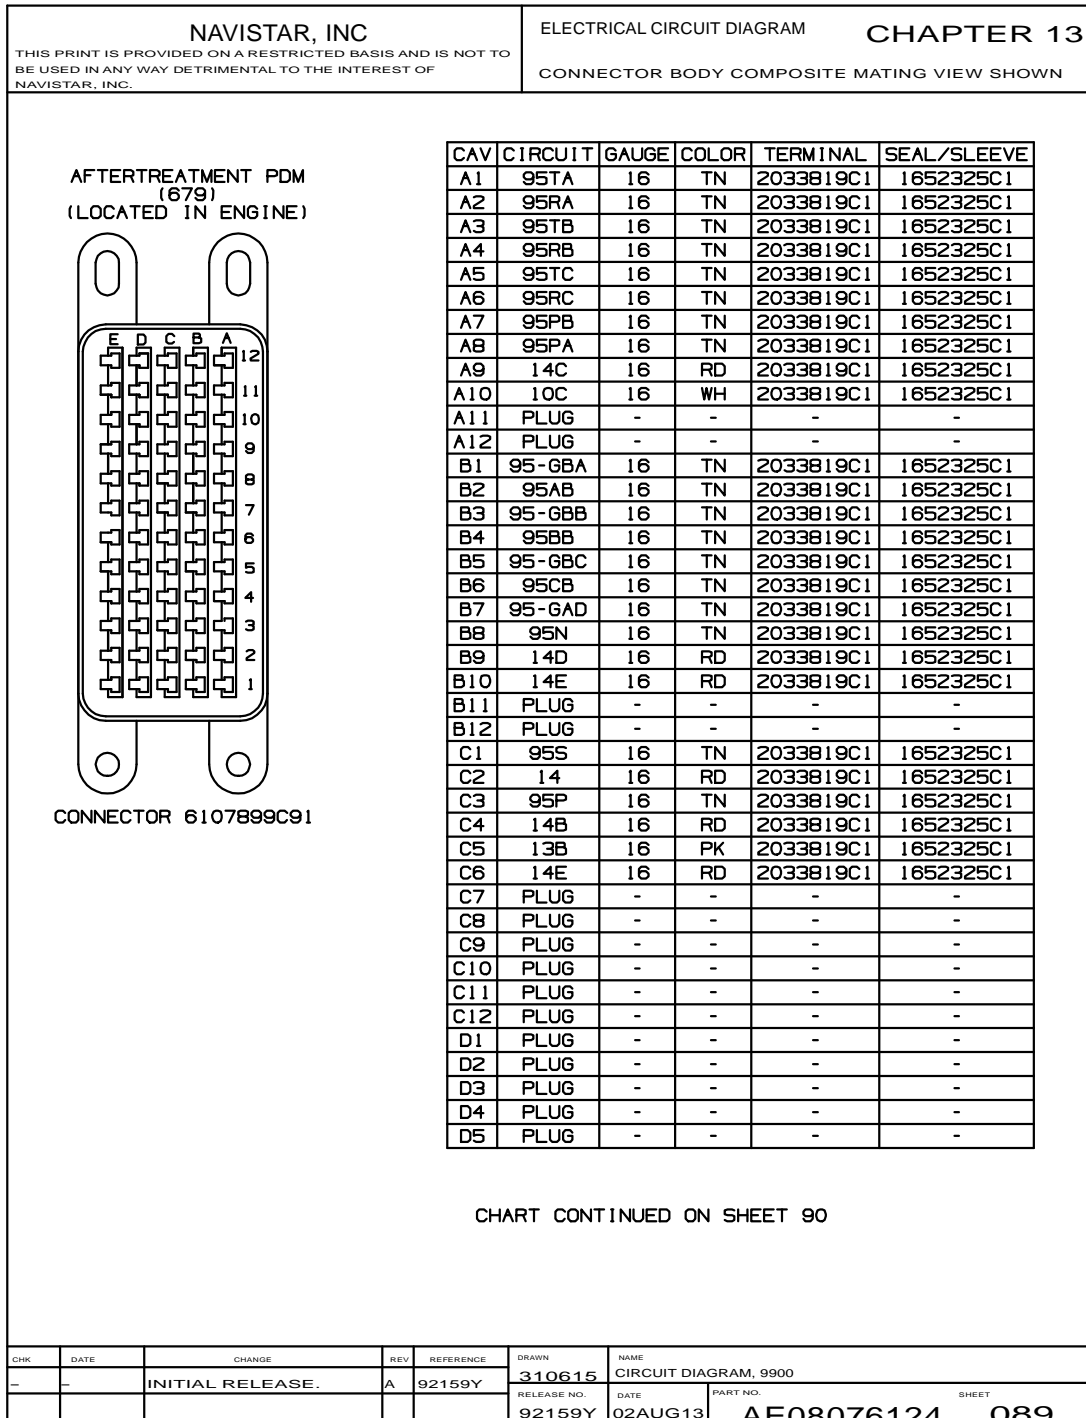 NAVISTAR, INC
THIS PRINT IS PROVIDED ON A RESTRICTED BASIS AND IS NOT TO
BE USED IN ANY WAY DETRIMENTAL TO THE INTEREST OF
NAVISTAR, INC.
ELECTRICAL CIRCUIT DIAGRAM
CHAPTER 13
CONNECTOR BODY COMPOSITE MATING VIEW SHOWN
AFTERTREATMENT PDM
(679)
(LOCATED IN ENGINE)
E D C B A
12
11
10
9
8
7
6
5
4
3
2
1
CONNECTOR 6107899C91
CAV CIRCUIT GAUGE COLOR TERMINAL SEAL/SLEEVE
A1 95TA 16 TN 2033819C1 1652325C1
A2 95RA 16 TN 2033819C1 1652325C1
A3 95TB 16 TN 2033819C1 1652325C1
A4 95RB 16 TN 2033819C1 1652325C1
A5 95TC 16 TN 2033819C1 1652325C1
A6 95RC 16 TN 2033819C1 1652325C1
A7 95PB 16 TN 2033819C1 1652325C1
A8 95PA 16 TN 2033819C1 1652325C1
A9 14C 16 RD 2033819C1 1652325C1
A10 10C 16 WH 2033819C1 1652325C1
A11 PLUG - - - -
A12 PLUG - - - -
B1 95-GBA 16 TN 2033819C1 1652325C1
B2 95AB 16 TN 2033819C1 1652325C1
B3 95-GBB 16 TN 2033819C1 1652325C1
B4 95BB 16 TN 2033819C1 1652325C1
B5 95-GBC 16 TN 2033819C1 1652325C1
B6 95CB 16 TN 2033819C1 1652325C1
B7 95-GAD 16 TN 2033819C1 1652325C1
B8 95N 16 TN 2033819C1 1652325C1
B9 14D 16 RD 2033819C1 1652325C1
B10 14E 16 RD 2033819C1 1652325C1
B11 PLUG - - - -
B12 PLUG - - - -
C1 95S 16 TN 2033819C1 1652325C1
C2 14 16 RD 2033819C1 1652325C1
C3 95P 16 TN 2033819C1 1652325C1
C4 14B 16 RD 2033819C1 1652325C1
C5 13B 16 PK 2033819C1 1652325C1
C6 14E 16 RD 2033819C1 1652325C1
C7 PLUG - - - -
C8 PLUG - - - -
C9 PLUG - - - -
C10 PLUG - - - -
C11 PLUG - - - -
C12 PLUG - - - -
D1 PLUG - - - -
D2 PLUG - - - -
D3 PLUG - - - -
D4 PLUG - - - -
D5 PLUG - - - -
CHART CONTINUED ON SHEET 90
CHK DATE CHANGE REV REFERENCE
- - INITIAL RELEASE. A 92159Y
DRAWN
310615
NAME
CIRCUIT DIAGRAM, 9900
RELEASE NO.
92159Y
DATE
02AUG13
PART NO.
AE08076124
SHEET
089